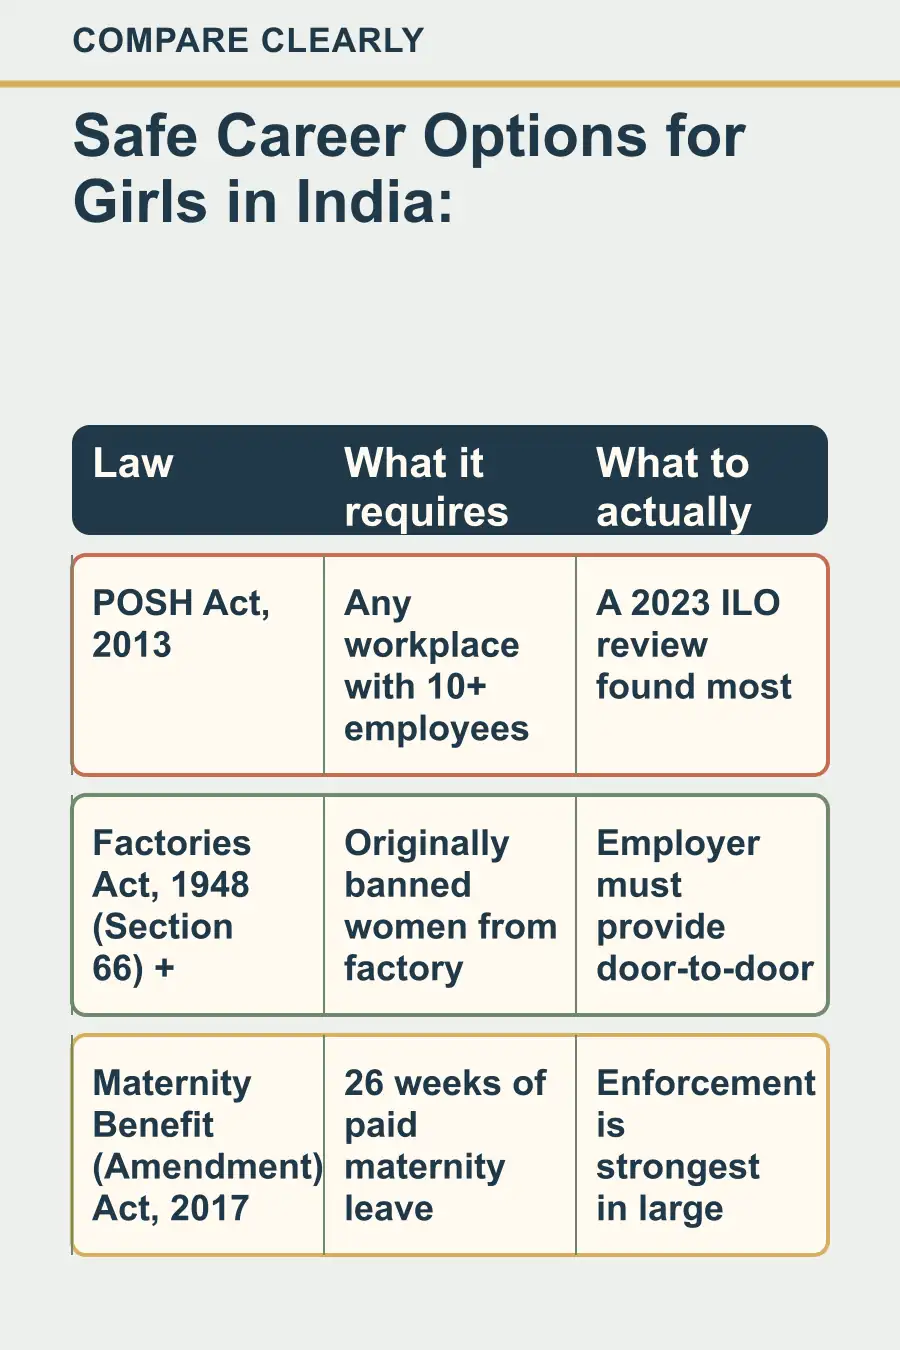 COMPARE CLEARLY
Safe Career Options for
Girls in India:
Law
What it
requires
What to
actually
POSH Act,
2013
Any
workplace
with 10+
employees
A 2023 ILO
review
found most
Factories
Act, 1948
(Section
66) +
Originally
banned
women from
factory
Employer
must
provide
door-to-door
Maternity
Benefit
(Amendment)
Act, 2017
26 weeks of
paid
maternity
leave
Enforcement
is
strongest
in large